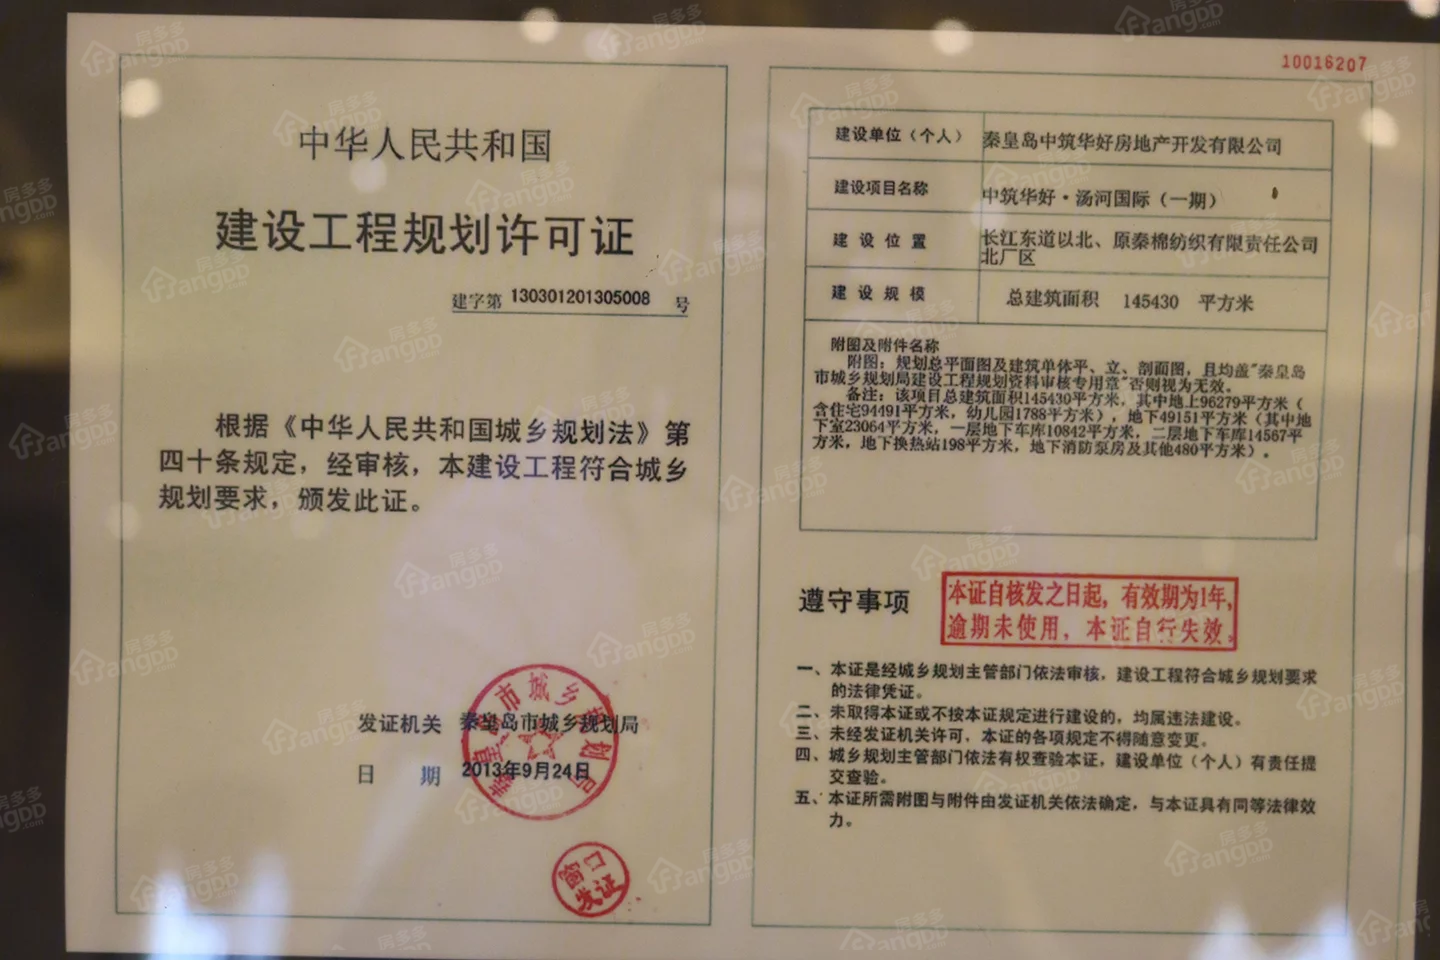 中华人民共和国
建设工程规划许可证
建字第 130301201305008 号
根据《中华人民共和国城乡规划法》第
四十条规定，经审核，本建设工程符合城乡
规划要求，颁发此证。
发证机关 秦皇岛市城乡规划局
日 期 2013年9月24日
窗口
发证
10016207
建设单位（个人） 秦皇岛中筑华好房地产开发有限公司
建设项目名称 中筑华好·汤河国际（一期）
建设位置 长江东道以北、原秦棉纺织有限责任公司
北厂区
建设规模 总建筑面积 145430 平方米
附图及附件名称
附图：规划总平面图及建筑单体平、立、剖面图，且均盖"秦皇岛
市城乡规划局建设工程规划资料审核专用章"否则视为无效。
备注：该项目总建筑面积145430平方米，其中地上96279平方米（
含住宅94491平方米，幼儿园1788平方米），地下49151平方米（其中地
下室23064平方米，一层地下车库10842平方米，二层地下车库14567平
方米，地下换热站198平方米，地下消防泵房及其他480平方米）。
遵守事项
本证自核发之日起，有效期为1年，
逾期未使用，本证自行失效。
一、本证是经城乡规划主管部门依法审核，建设工程符合城乡规划要求
的法律凭证。
二、未取得本证或不按本证规定进行建设的，均属违法建设。
三、未经发证机关许可，本证的各项规定不得随意变更。
四、城乡规划主管部门依法有权查验本证，建设单位（个人）有责任提
交查验。
五、本证所需附图与附件由发证机关依法确定，与本证具有同等法律效
力。
房多多
FangDD
.com